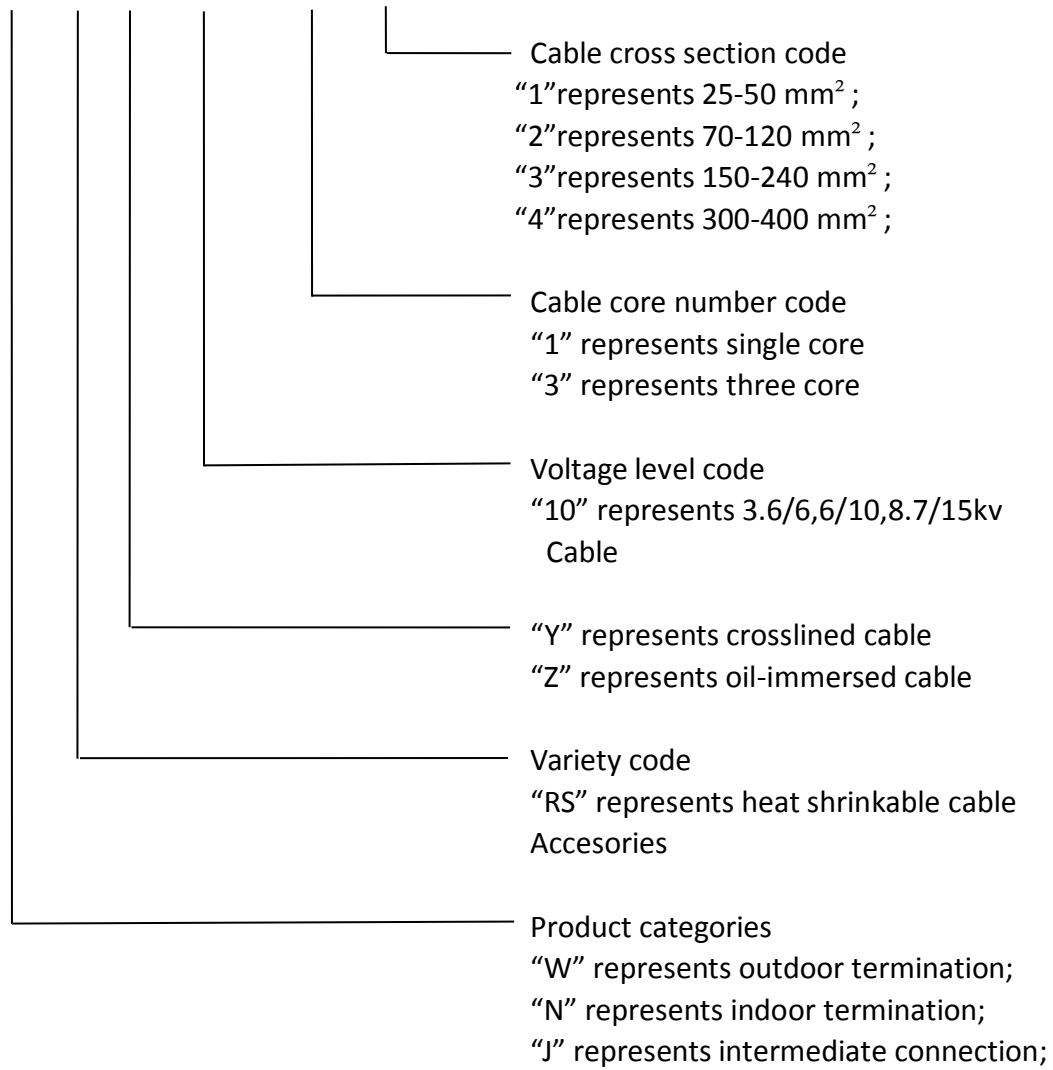 Cable cross section code
“1”represents 25-50 mm² ;
“2”represents 70-120 mm² ;
“3”represents 150-240 mm² ;
“4”represents 300-400 mm² ;
Cable core number code
“1” represents single core
“3” represents three core
Voltage level code
“10” represents 3.6/6,6/10,8.7/15kv
Cable
“Y” represents crosslined cable
“Z” represents oil-immersed cable
Variety code
“RS” represents heat shrinkable cable
Accesories
Product categories
“W” represents outdoor termination;
“N” represents indoor termination;
“J” represents intermediate connection;